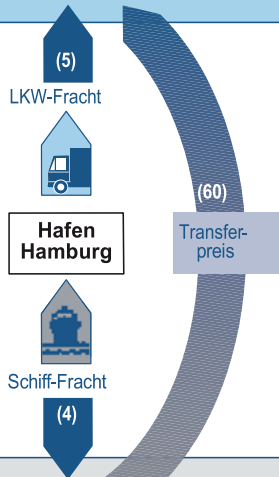 (5)
LKW-Fracht
Hafen
Hamburg
Schiff-Fracht
(4)
(60)
Transfer-
preis